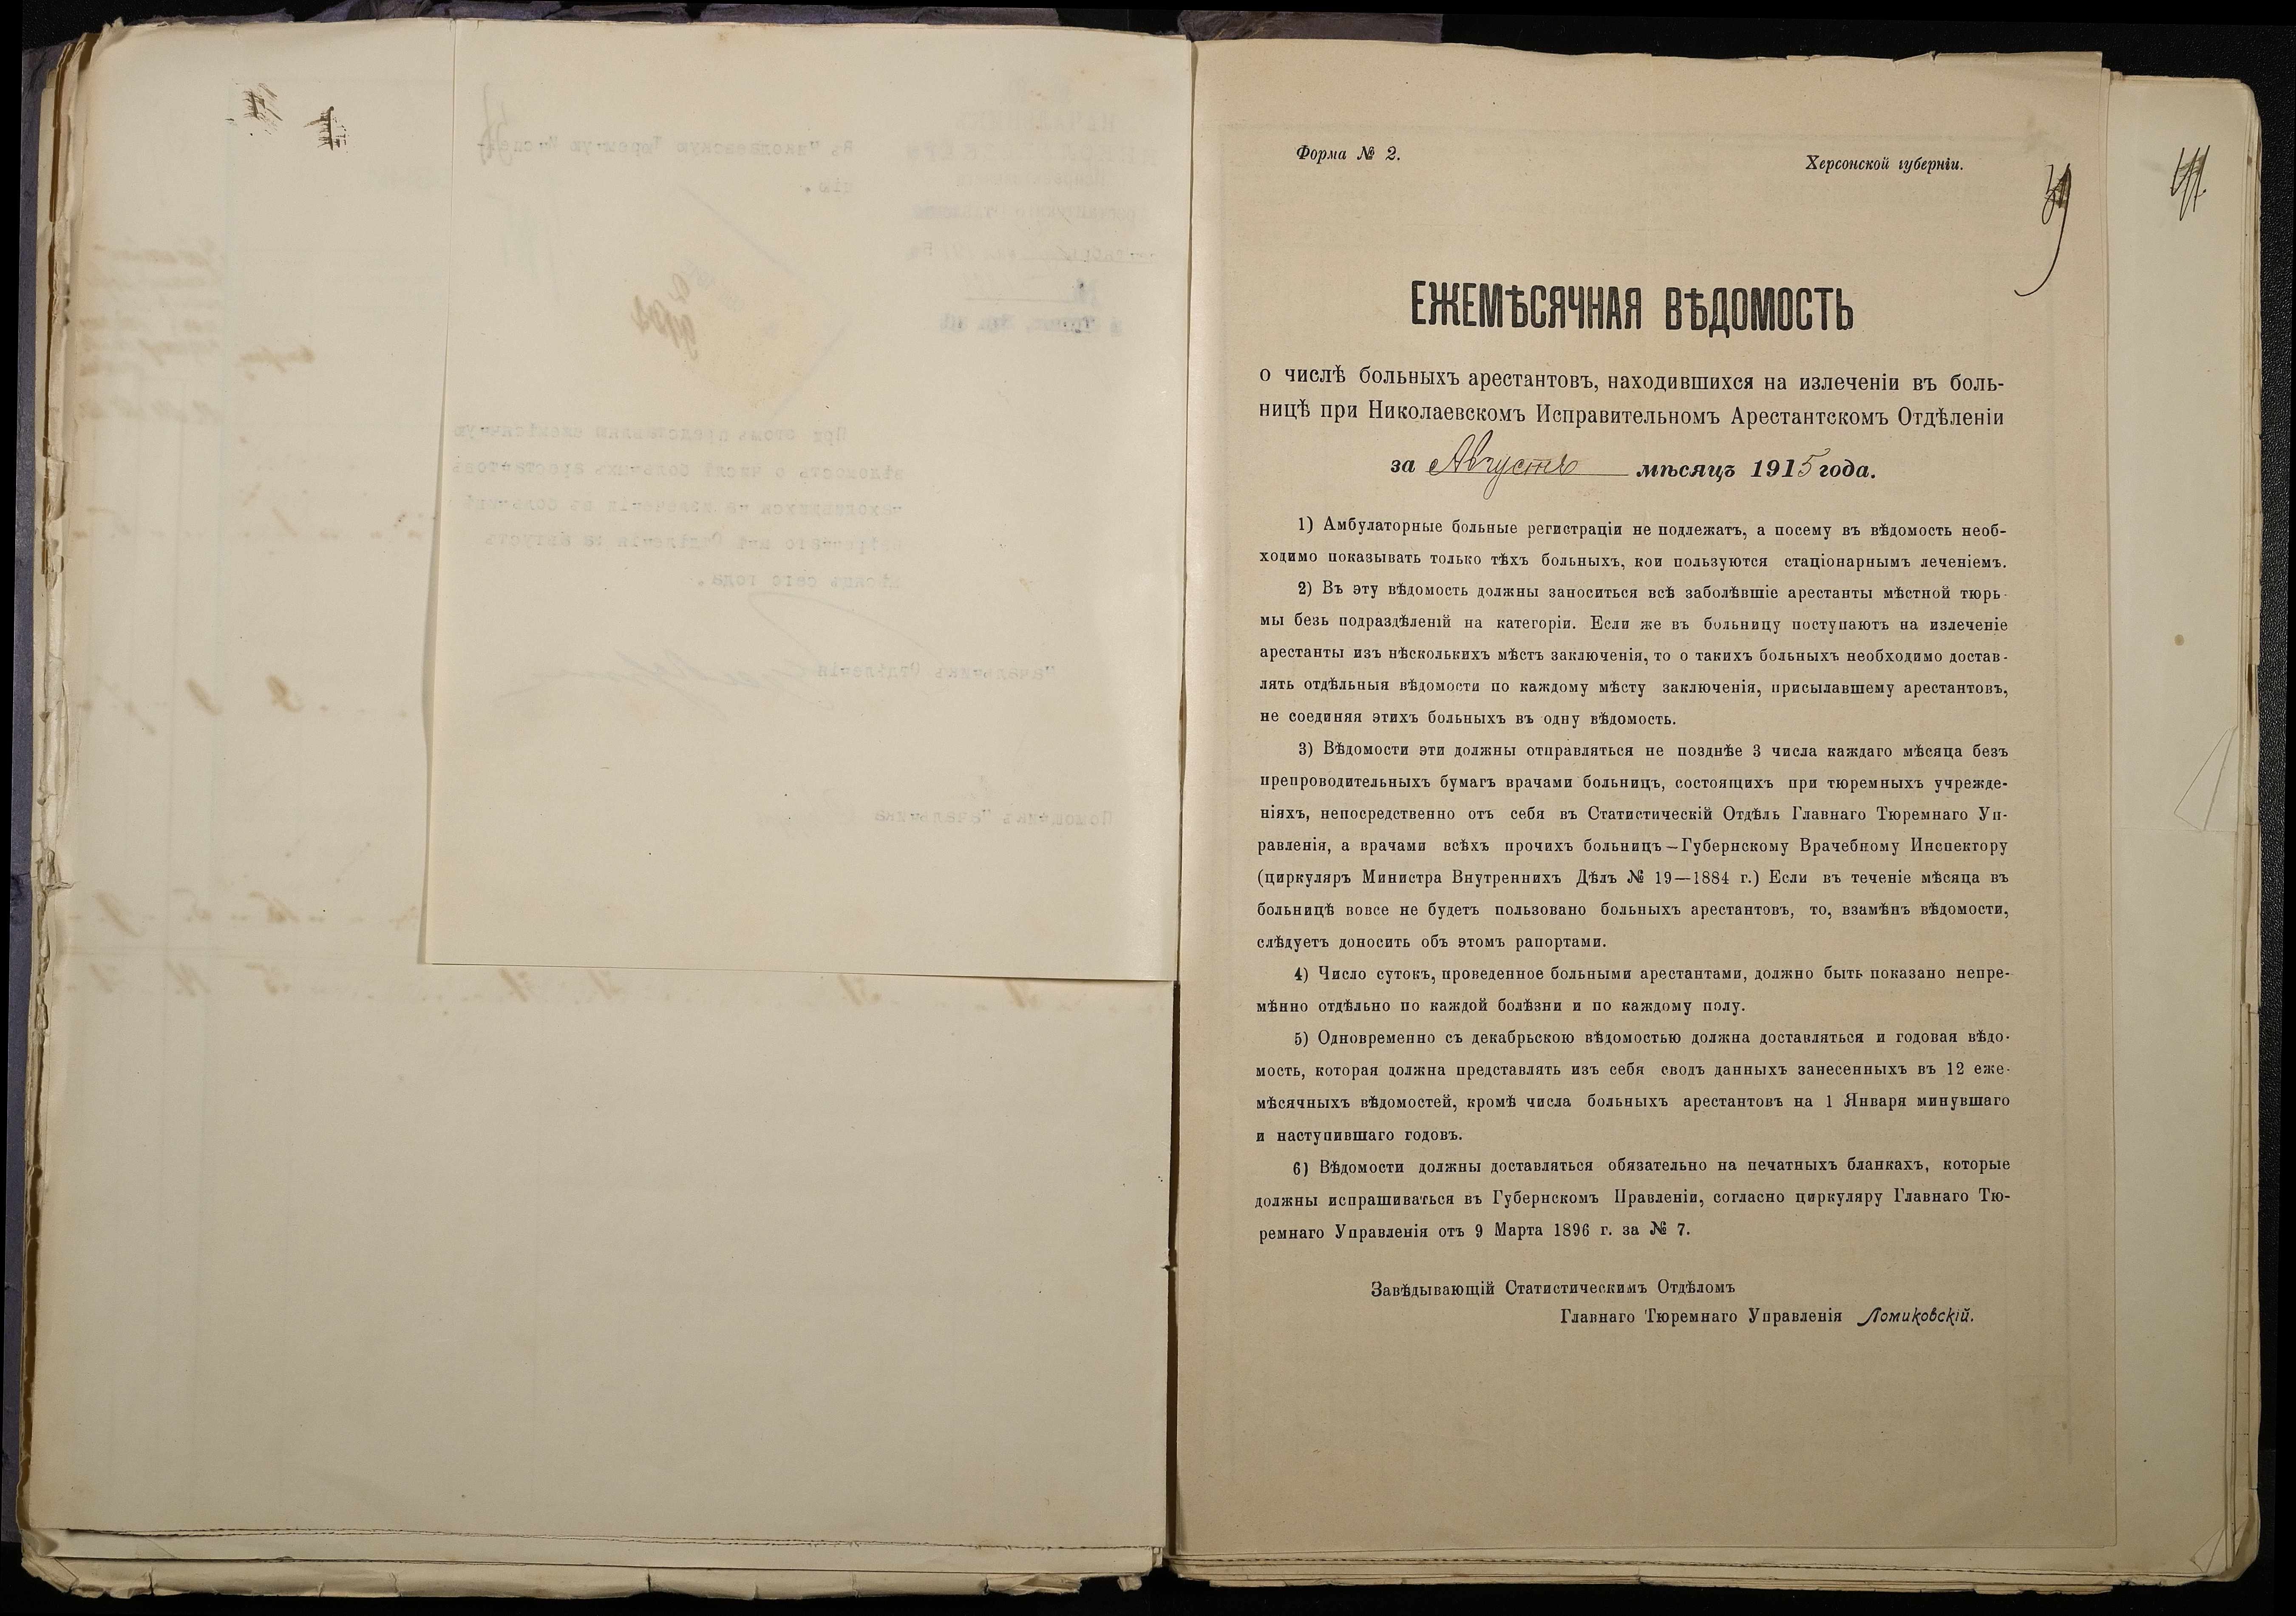 Форма № 2.
Херсонской губерніи.
ЕЖЕМѢСЯЧНАЯ ВѢДОМОСТЬ
о числѣ больныхъ арестантовъ, находившихся на излеченіи въ боль-
ницѣ при Николаевскомъ Исправительномъ Арестантскомъ Отдѣленіи
за Августъ мѣсяцъ 1915 года.
1) Амбулаторные больные регистраціи не подлежатъ, а посему въ вѣдомость необ-
ходимо показывать только тѣхъ больныхъ, кои пользуются стаціонарнымъ леченіемъ.
2) Въ эту вѣдомость должны заноситься всѣ заболѣвшіе арестанты мѣстной тюрь-
мы безъ подраздѣленій на категоріи. Если же въ больницу поступаютъ на излеченіе
арестанты изъ нѣсколькихъ мѣстъ заключенія, то о такихъ больныхъ необходимо достав-
лять отдѣльныя вѣдомости по каждому мѣсту заключенія, присылавшему арестантовъ,
не соединяя этихъ больныхъ въ одну вѣдомость.
3) Вѣдомости эти должны отправляться не позднѣе 3 числа каждаго мѣсяца безъ
препроводительныхъ бумагъ врачами больницъ, состоящихъ при тюремныхъ учрежде-
ніяхъ, непосредственно отъ себя въ Статистическій Отдѣлъ Главнаго Тюремнаго Уп-
равленія, а врачами всѣхъ прочихъ больницъ—Губернскому Врачебному Инспектору
(циркуляръ Министра Внутреннихъ Дѣлъ № 19—1884 г.) Если въ теченіе мѣсяца въ
больницѣ вовсе не будетъ пользовано больныхъ арестантовъ, то, взамѣнъ вѣдомости,
слѣдуетъ доносить объ этомъ рапортами.
4) Число сутокъ, проведенное больными арестантами, должно быть показано непре-
мѣнно отдѣльно по каждой болѣзни и по каждому полу.
5) Одновременно съ декабрьскою вѣдомостью должна доставляться и годовая вѣдо-
мость, которая должна представлять изъ себя сводъ данныхъ занесенныхъ въ 12 еже-
мѣсячныхъ вѣдомостей, кромѣ числа больныхъ арестантовъ на 1 Января минувшаго
и наступившаго годовъ.
6) Вѣдомости должны доставляться обязательно на печатныхъ бланкахъ, которые
должны испрашиваться въ Губернскомъ Правленіи, согласно циркуляру Главнаго Тю-
ремнаго Управленія отъ 9 Марта 1896 г. за № 7.
Завѣдывающій Статистическимъ Отдѣломъ
Главнаго Тюремнаго Управленія Ломиковскій.